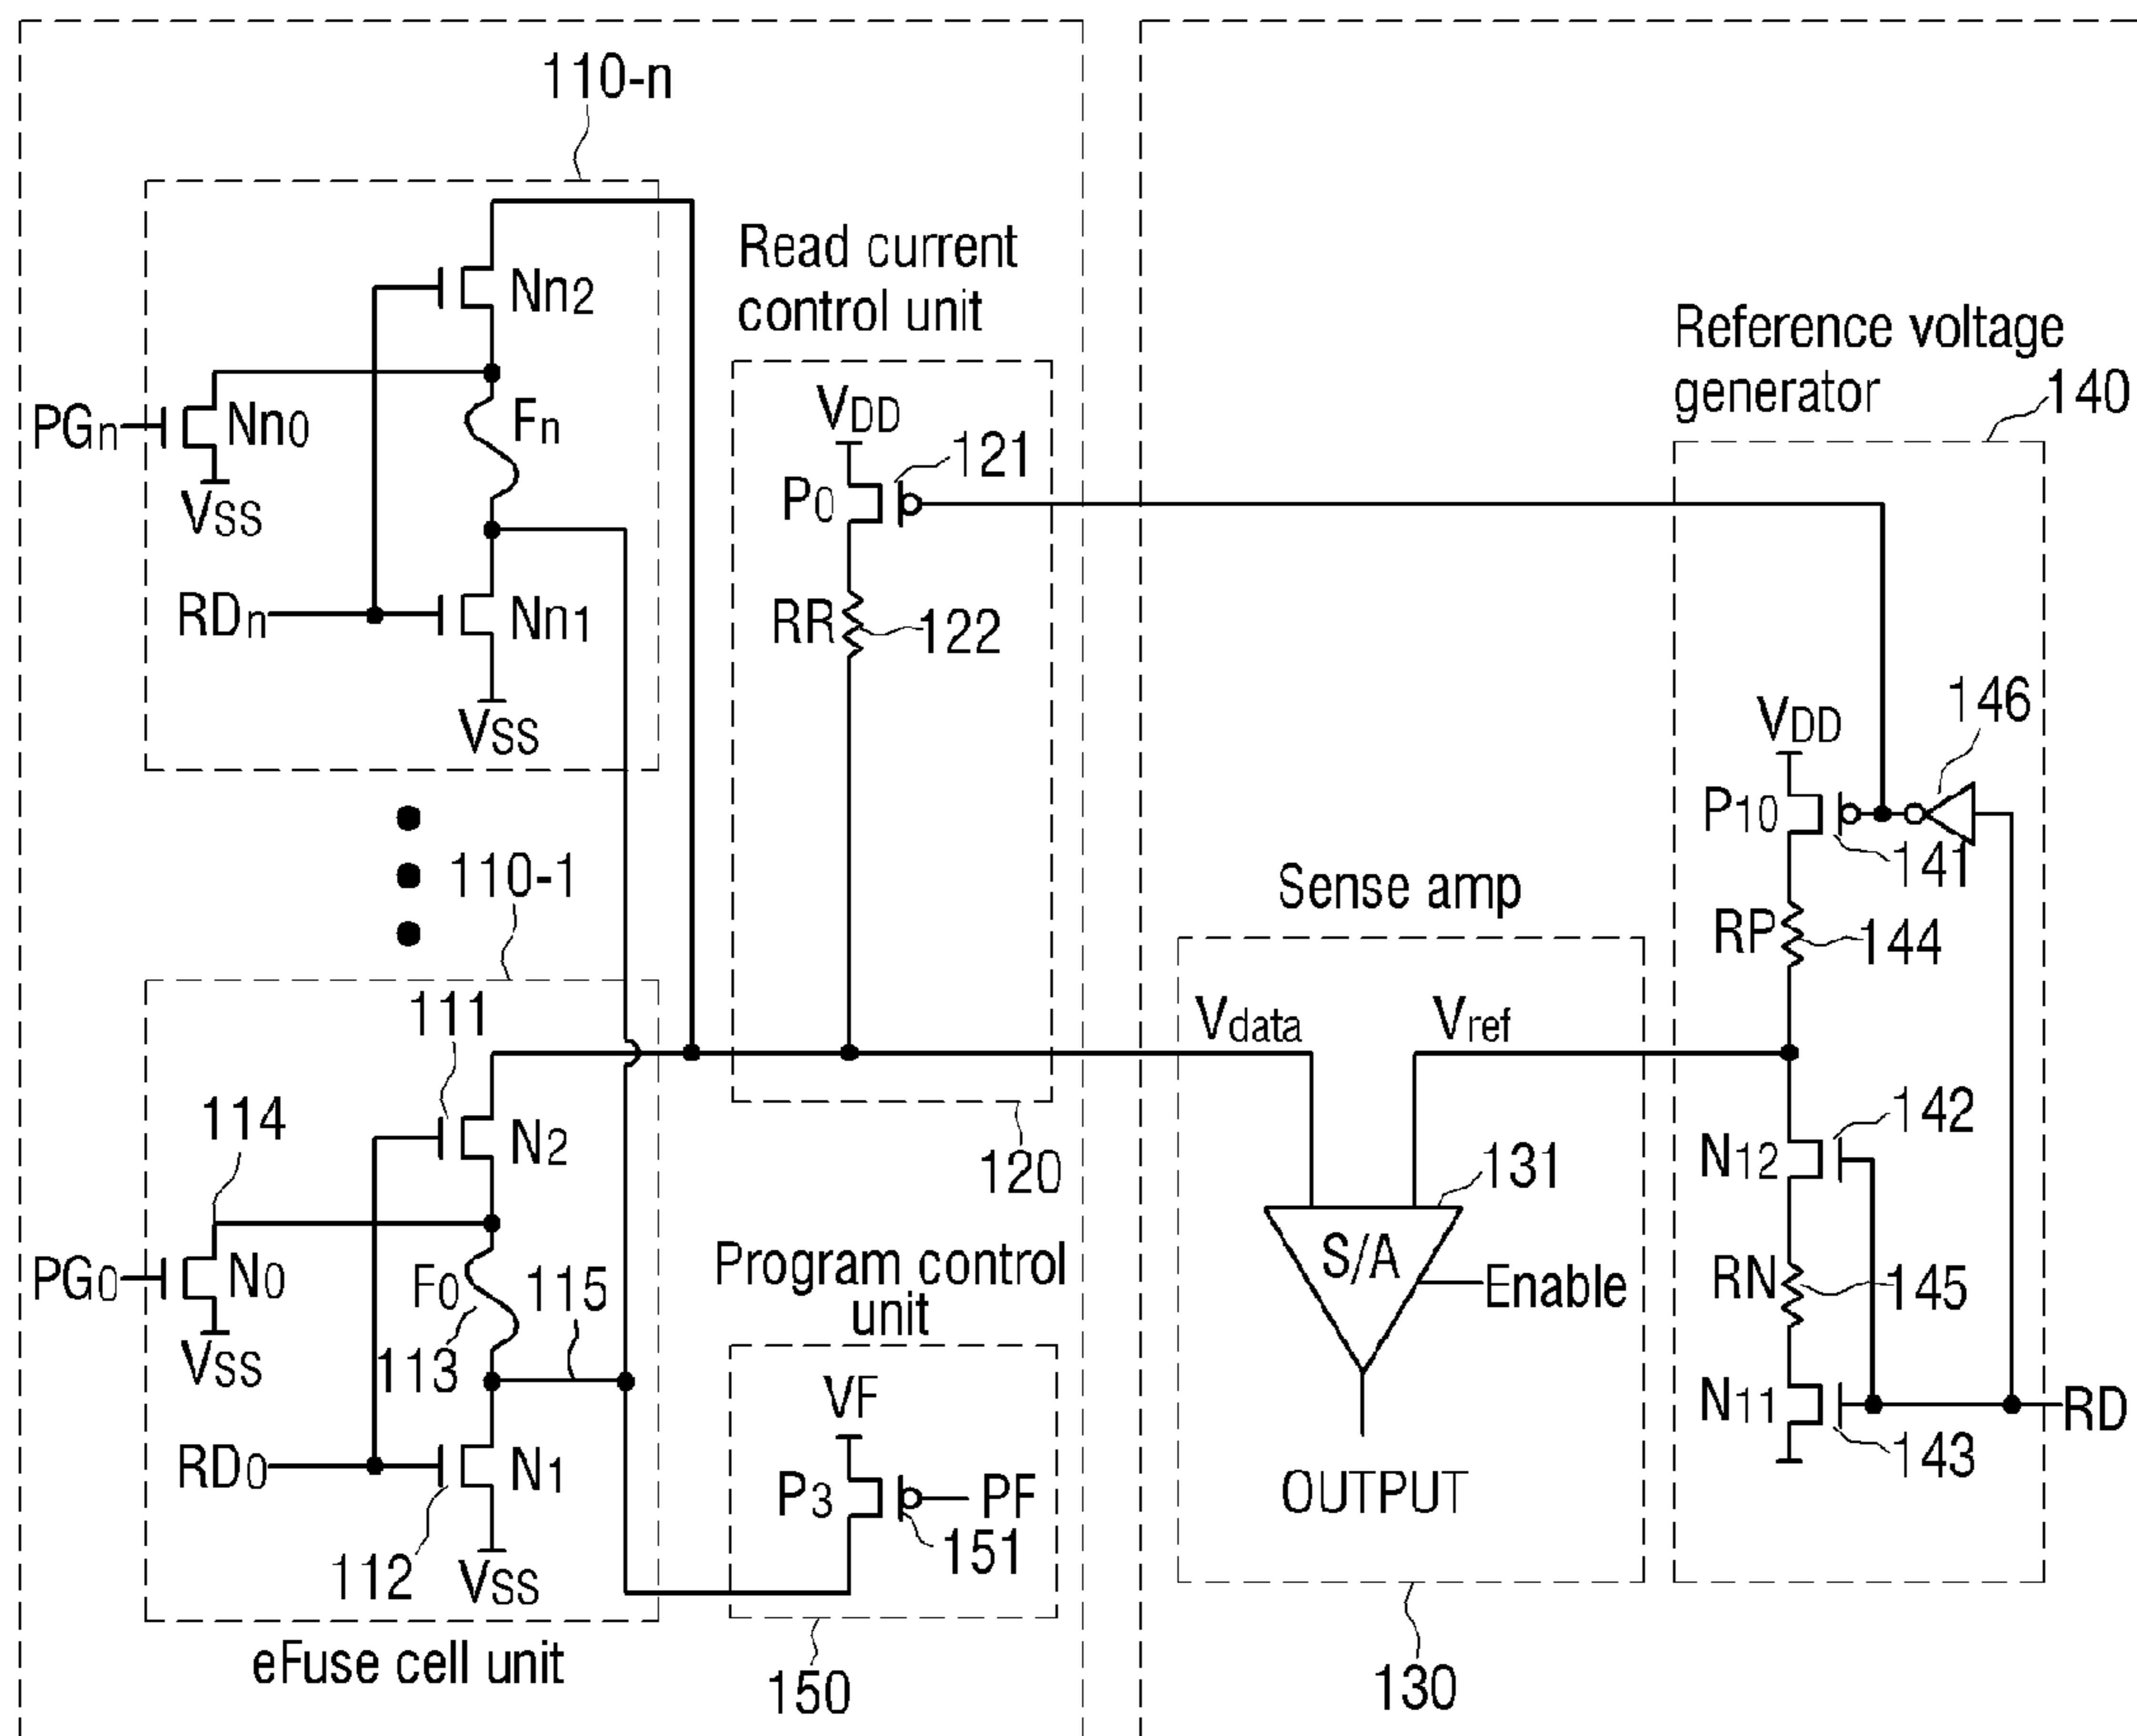 110-n
Read current
control unit
Nn2
PGn
Nn0
Fn
VSS
RDn
Nn1
VSS
VDD
P0
121
RR
122
Reference voltage
generator
140
VDD
146
P10
141
RP
144
110-1
111
114
N2
PG0
N0
F0
113
115
VSS
RD0
N1
112
VSS
eFuse cell unit
120
Program control
unit
VF
P3
PF
151
150
Sense amp
Vdata
Vref
131
S/A
Enable
OUTPUT
130
142
N12
RN
145
N11
RD
143